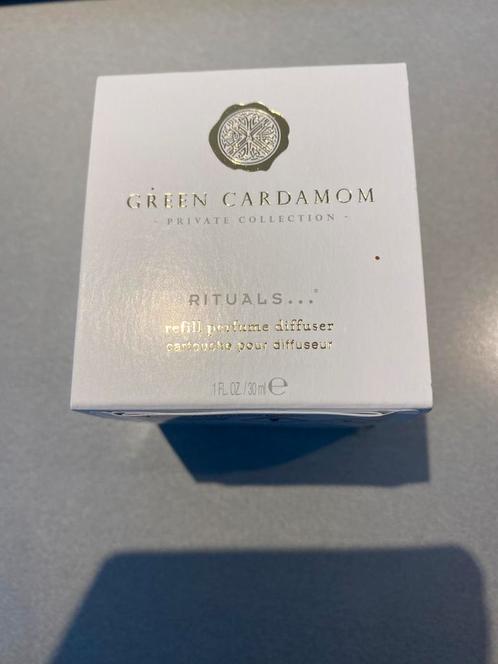 GREEN CARDAMOM
- PRIVATE COLLECTION -
RITUALS...®
refill perfume diffuser
cartouche pour diffuseur
1 FL. OZ. / 30 ml ℮